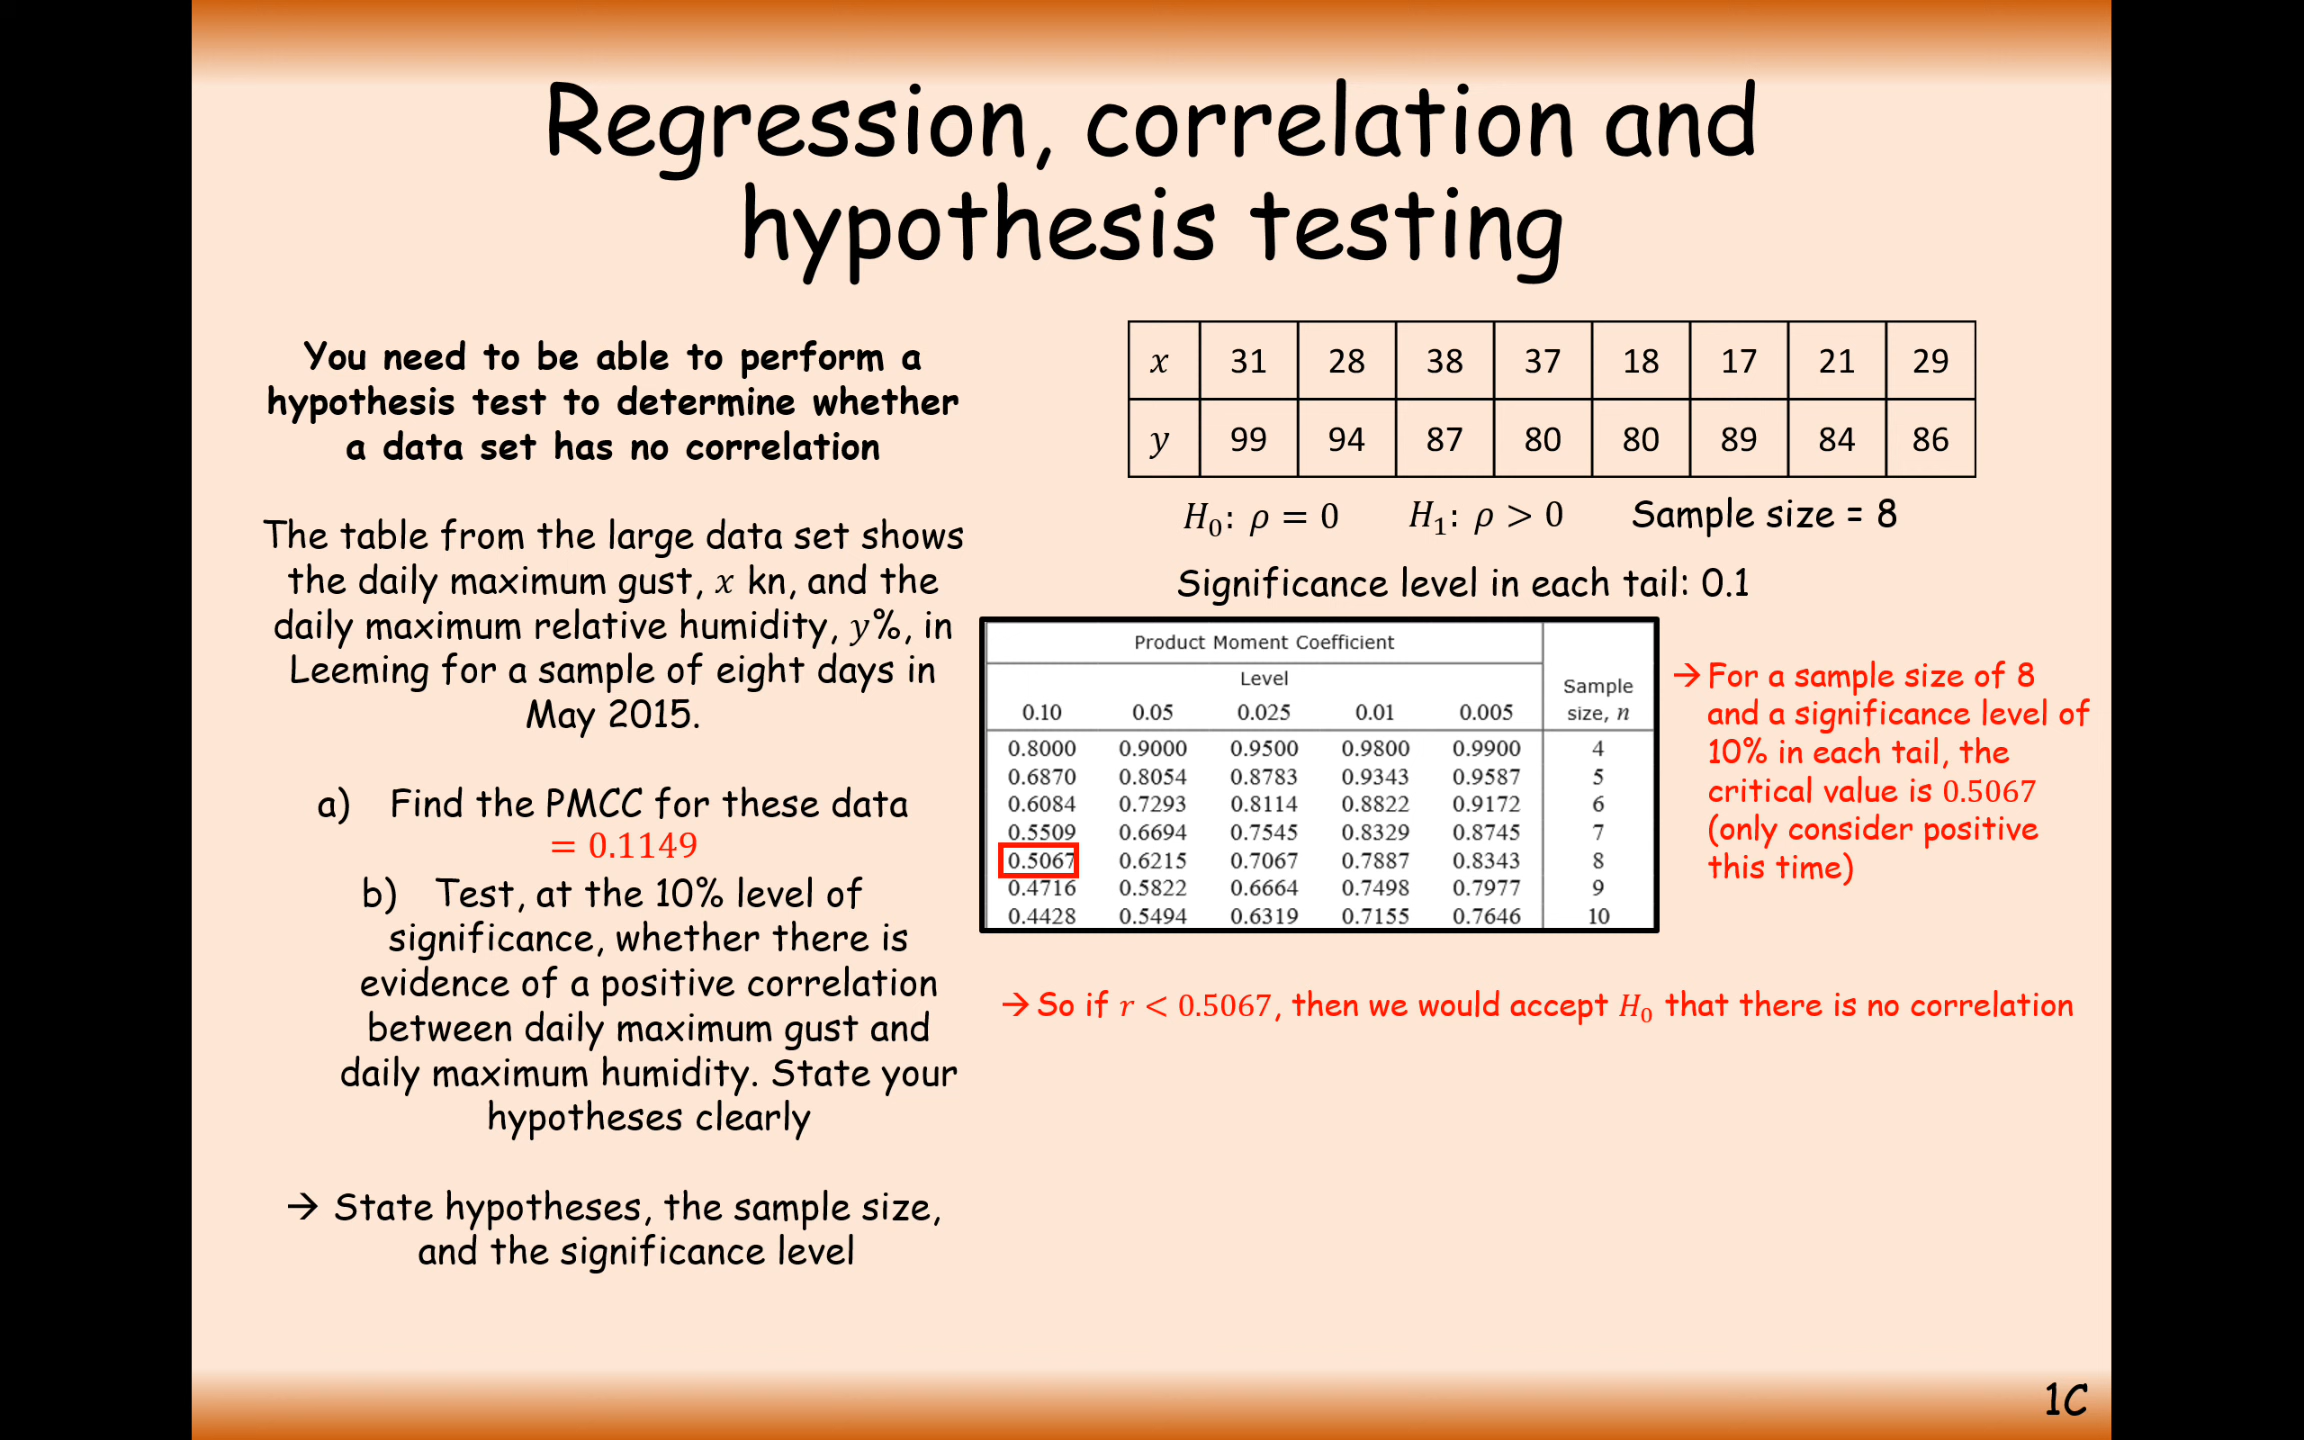 Regression, correlation and
hypothesis testing
You need to be able to perform a
hypothesis test to determine whether
a data set has no correlation
The table from the large data set shows
the daily maximum gust, x kn, and the
daily maximum relative humidity, y%, in
Leeming for a sample of eight days in
May 2015.
a) Find the PMCC for these data
= 0.1149
b) Test, at the 10% level of
significance, whether there is
evidence of a positive correlation
between daily maximum gust and
daily maximum humidity. State your
hypotheses clearly
→ State hypotheses, the sample size,
and the significance level
x 31 28 38 37 18 17 21 29
y 99 94 87 80 80 89 84 86
H₀: ρ = 0 H₁: ρ > 0 Sample size = 8
Significance level in each tail: 0.1
Product Moment Coefficient
Level
Sample
0.10 0.05 0.025 0.01 0.005 size, n
0.8000 0.9000 0.9500 0.9800 0.9900 4
0.6870 0.8054 0.8783 0.9343 0.9587 5
0.6084 0.7293 0.8114 0.8822 0.9172 6
0.5509 0.6694 0.7545 0.8329 0.8745 7
0.5067 0.6215 0.7067 0.7887 0.8343 8
0.4716 0.5822 0.6664 0.7498 0.7977 9
0.4428 0.5494 0.6319 0.7155 0.7646 10
→ For a sample size of 8
and a significance level of
10% in each tail, the
critical value is 0.5067
(only consider positive
this time)
→ So if r < 0.5067, then we would accept H₀ that there is no correlation
1C